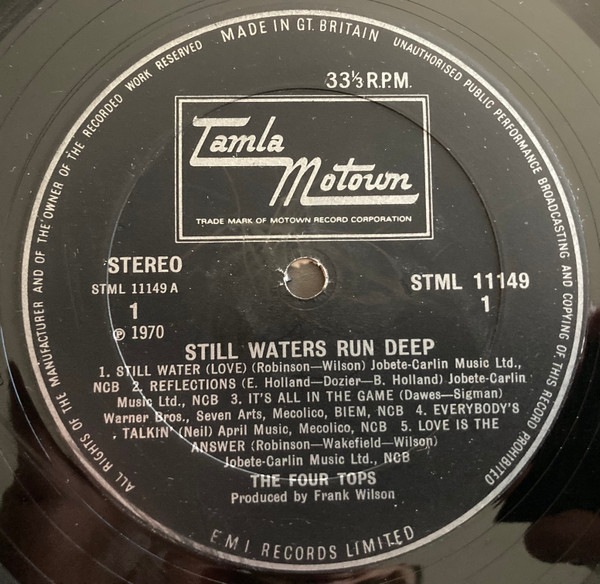 MADE IN GT. BRITAIN
UNAUTHORISED PUBLIC PERFORMANCE BROADCASTING AND COPYING OF THIS RECORD PROHIBITED
ALL RIGHTS OF THE MANUFACTURER AND OF THE OWNER OF THE RECORDED WORK RESERVED
33⅓ R.P.M.
Tamla
Motown
TRADE MARK OF MOTOWN RECORD CORPORATION
STEREO
STML 11149 A
1
Ⓟ 1970
STML 11149
1
STILL WATERS RUN DEEP
1. STILL WATER (LOVE) (Robinson—Wilson) Jobete-Carlin Music Ltd.,
NCB 2. REFLECTIONS (E. Holland—Dozier—B. Holland) Jobete-Carlin
Music Ltd., NCB 3. IT'S ALL IN THE GAME (Dawes—Sigman)
Warner Bros., Seven Arts, Mecolico, BIEM, NCB 4. EVERYBODY'S
TALKIN' (Neil) April Music, Mecolico, NCB 5. LOVE IS THE
ANSWER (Robinson—Wakefield—Wilson)
Jobete-Carlin Music Ltd., NCB
THE FOUR TOPS
Produced by Frank Wilson
E.M.I. RECORDS LIMITED